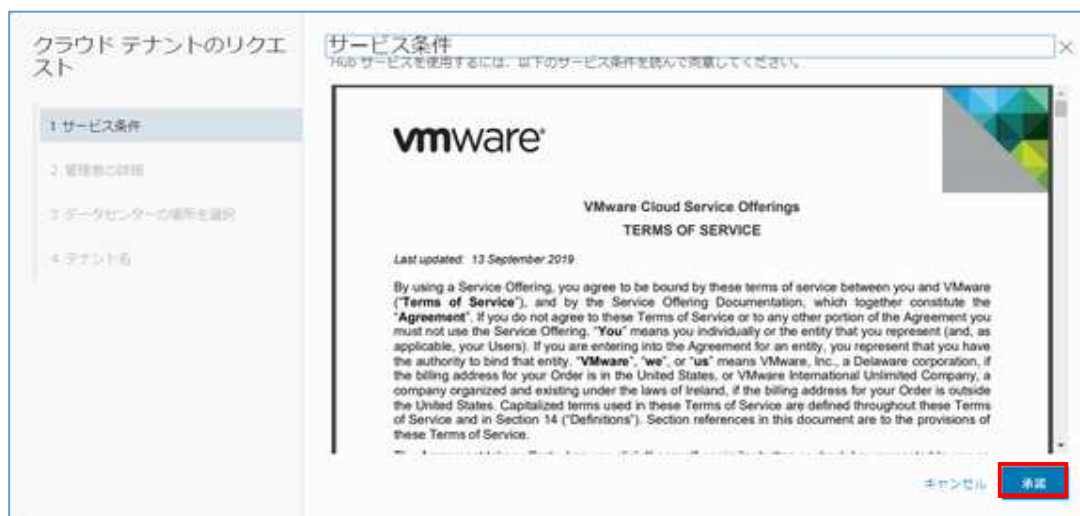 クラウド テナントのリクエ
スト
1 サービス条件
2 管理者の詳細
3 データセンターの場所を選択
4 テナント名
サービス条件
Hub サービスを使用するには、以下のサービス条件を読んで同意してください。
vmware
VMware Cloud Service Offerings
TERMS OF SERVICE
Last updated: 13 September 2019
By using a Service Offering, you agree to be bound by these terms of service between you and VMware
("Terms of Service"), and by the Service Offering Documentation, which together constitute the
"Agreement". If you do not agree to these Terms of Service or to any other portion of the Agreement you
must not use the Service Offering. "You" means you individually or the entity that you represent (and, as
applicable, your Users). If you are entering into the Agreement for an entity, you represent that you have
the authority to bind that entity. "VMware", "we", or "us" means VMware, Inc., a Delaware corporation, if
the billing address for your Order is in the United States, or VMware International Unlimited Company, a
company organized and existing under the laws of Ireland, if the billing address for your Order is outside
the United States. Capitalized terms used in these Terms of Service are defined throughout these Terms
of Service and in Section 14 ("Definitions"). Section references in this document are to the provisions of
these Terms of Service.
キャンセル
承諾